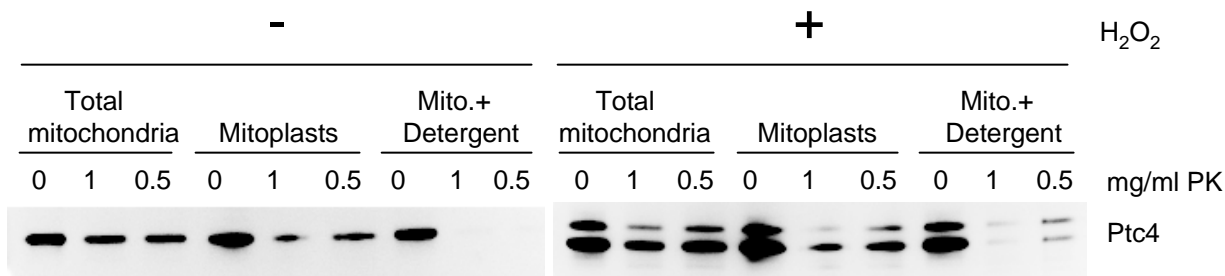 - + H2O2
Total mitochondria Mitoplasts Mito.+ Detergent Total mitochondria Mitoplasts Mito.+ Detergent
0 1 0.5 0 1 0.5 0 1 0.5 0 1 0.5 0 1 0.5 0 1 0.5 mg/ml PK
Ptc4